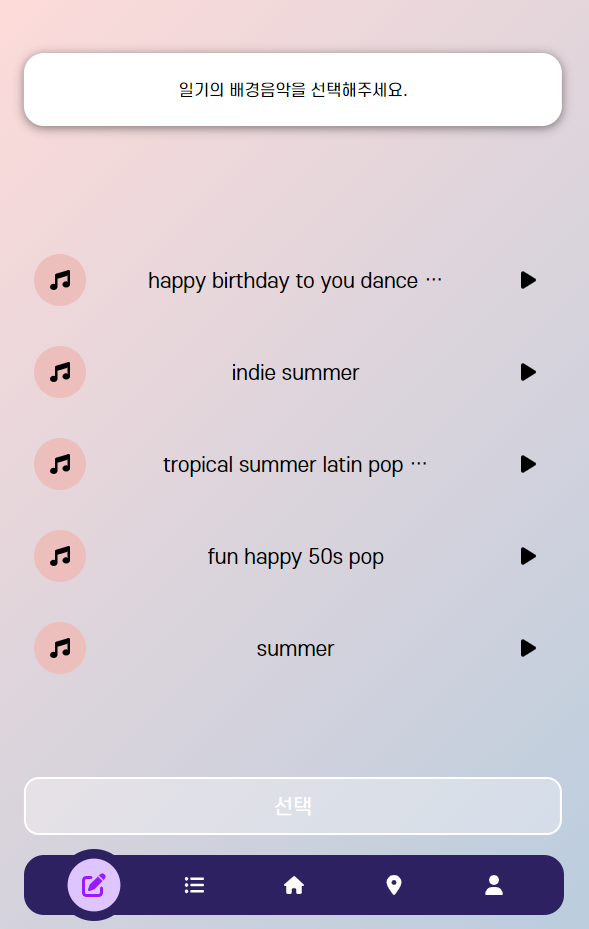 일기의 배경음악을 선택해주세요.
happy birthday to you dance ···
indie summer
tropical summer latin pop ···
fun happy 50s pop
summer
선택